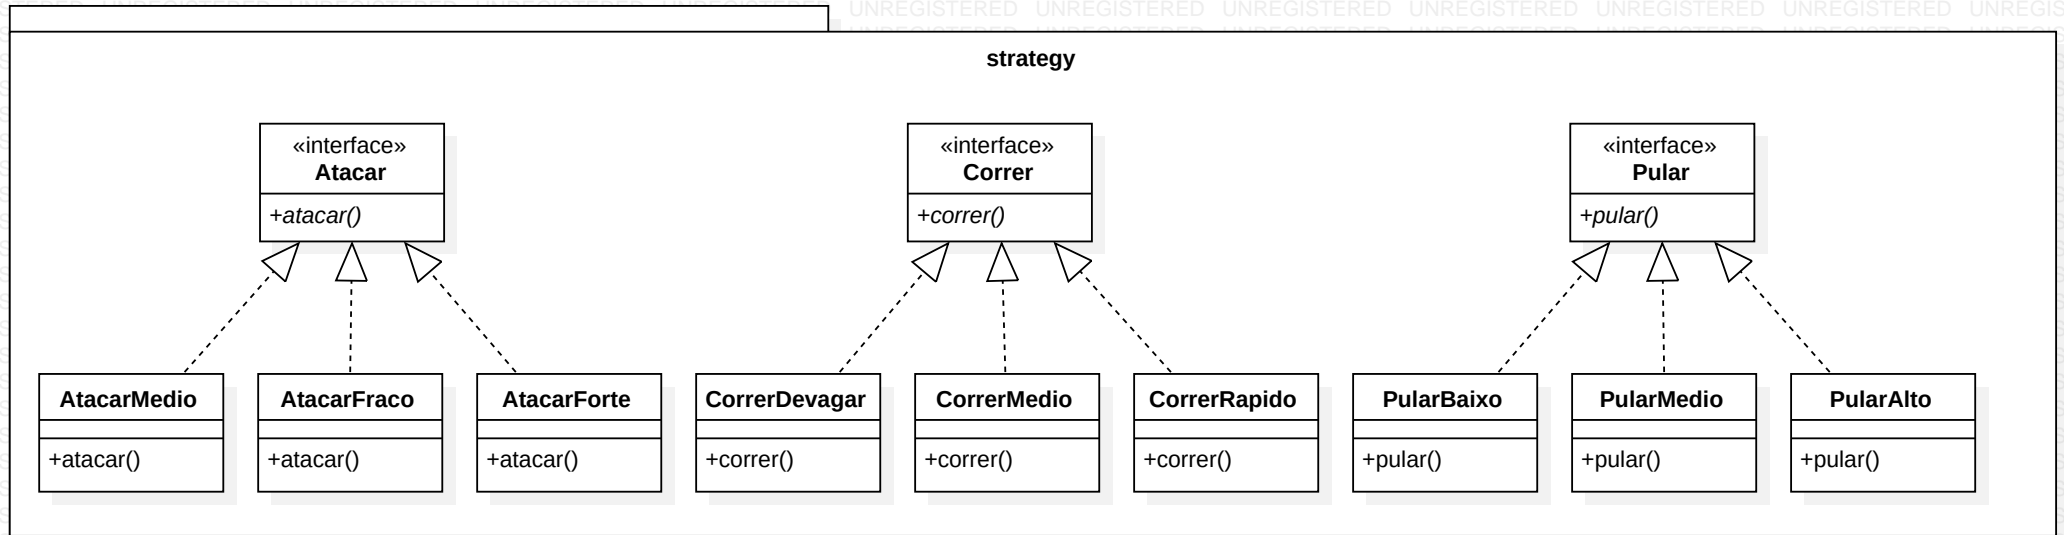 UNREGISTERED UNREGISTERED UNREGISTERED UNREGISTERED UNREGISTERED UNREGISTERED
strategy
«interface»
Atacar
+atacar()
«interface»
Correr
+correr()
«interface»
Pular
+pular()
AtacarMedio
+atacar()
AtacarFraco
+atacar()
AtacarForte
+atacar()
CorrerDevagar
+correr()
CorrerMedio
+correr()
CorrerRapido
+correr()
PularBaixo
+pular()
PularMedio
+pular()
PularAlto
+pular()